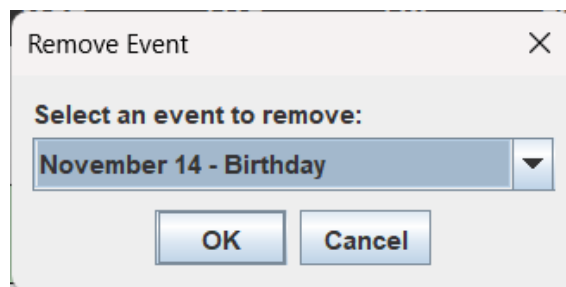 Remove Event
Select an event to remove:
November 14 - Birthday
OK Cancel